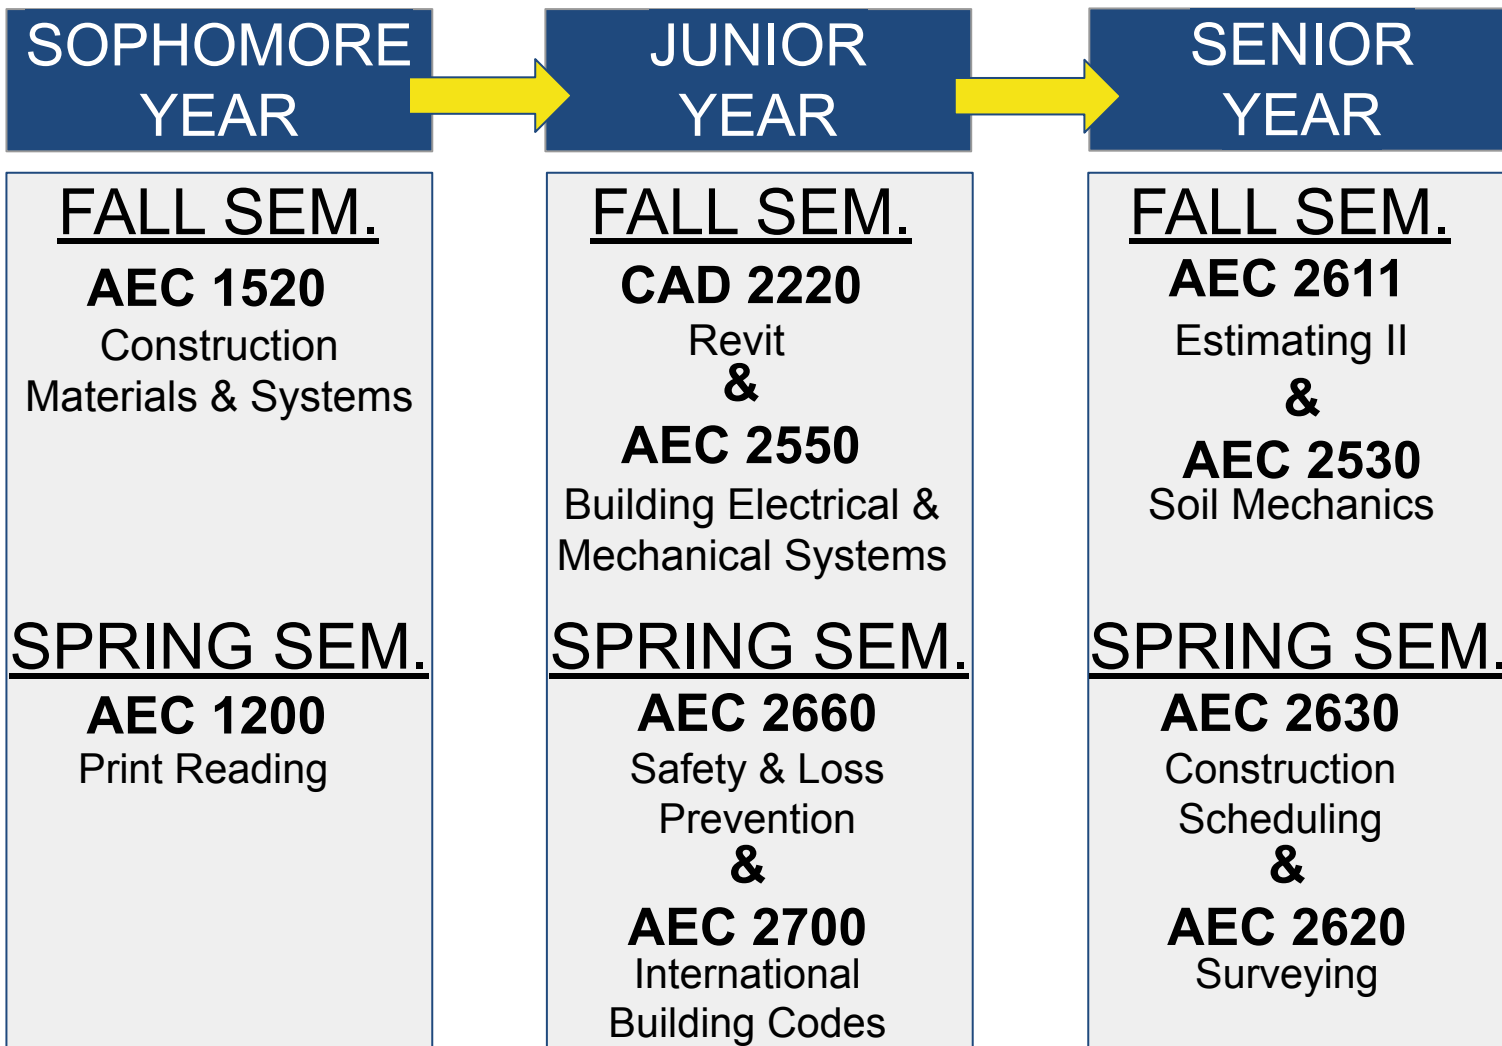 SOPHOMORE
YEAR
JUNIOR
YEAR
SENIOR
YEAR
FALL SEM.
AEC 1520
Construction
Materials & Systems
SPRING SEM.
AEC 1200
Print Reading
FALL SEM.
CAD 2220
Revit
&
AEC 2550
Building Electrical &
Mechanical Systems
SPRING SEM.
AEC 2660
Safety & Loss
Prevention
&
AEC 2700
International
Building Codes
FALL SEM.
AEC 2611
Estimating II
&
AEC 2530
Soil Mechanics
SPRING SEM.
AEC 2630
Construction
Scheduling
&
AEC 2620
Surveying